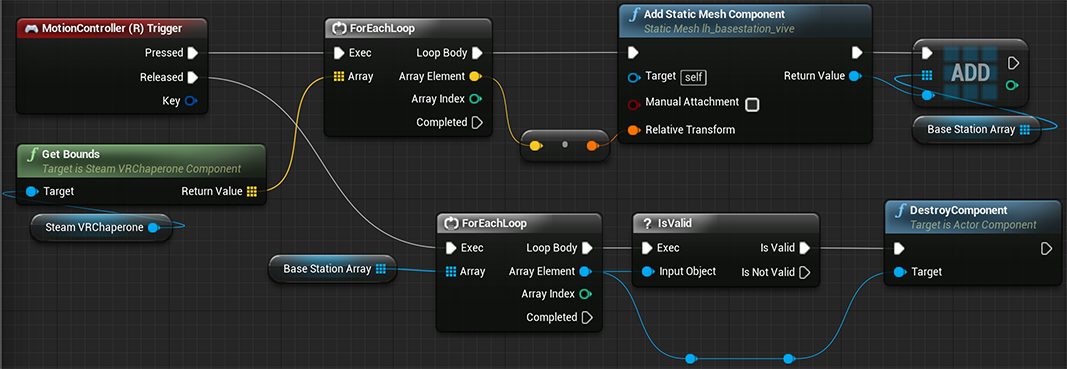 MotionController (R) Trigger
Pressed
Released
Key
ForEachLoop
Exec
Loop Body
Array
Array Element
Array Index
Completed
Add Static Mesh Component
Static Mesh lh_basestation_vive
Target self
Return Value
Manual Attachment
Relative Transform
ADD
Base Station Array
Get Bounds
Target is Steam VRChaperone Component
Target
Return Value
Steam VRChaperone
Base Station Array
ForEachLoop
Exec
Loop Body
Array
Array Element
Array Index
Completed
? IsValid
Exec
Is Valid
Input Object
Is Not Valid
DestroyComponent
Target is Actor Component
Target